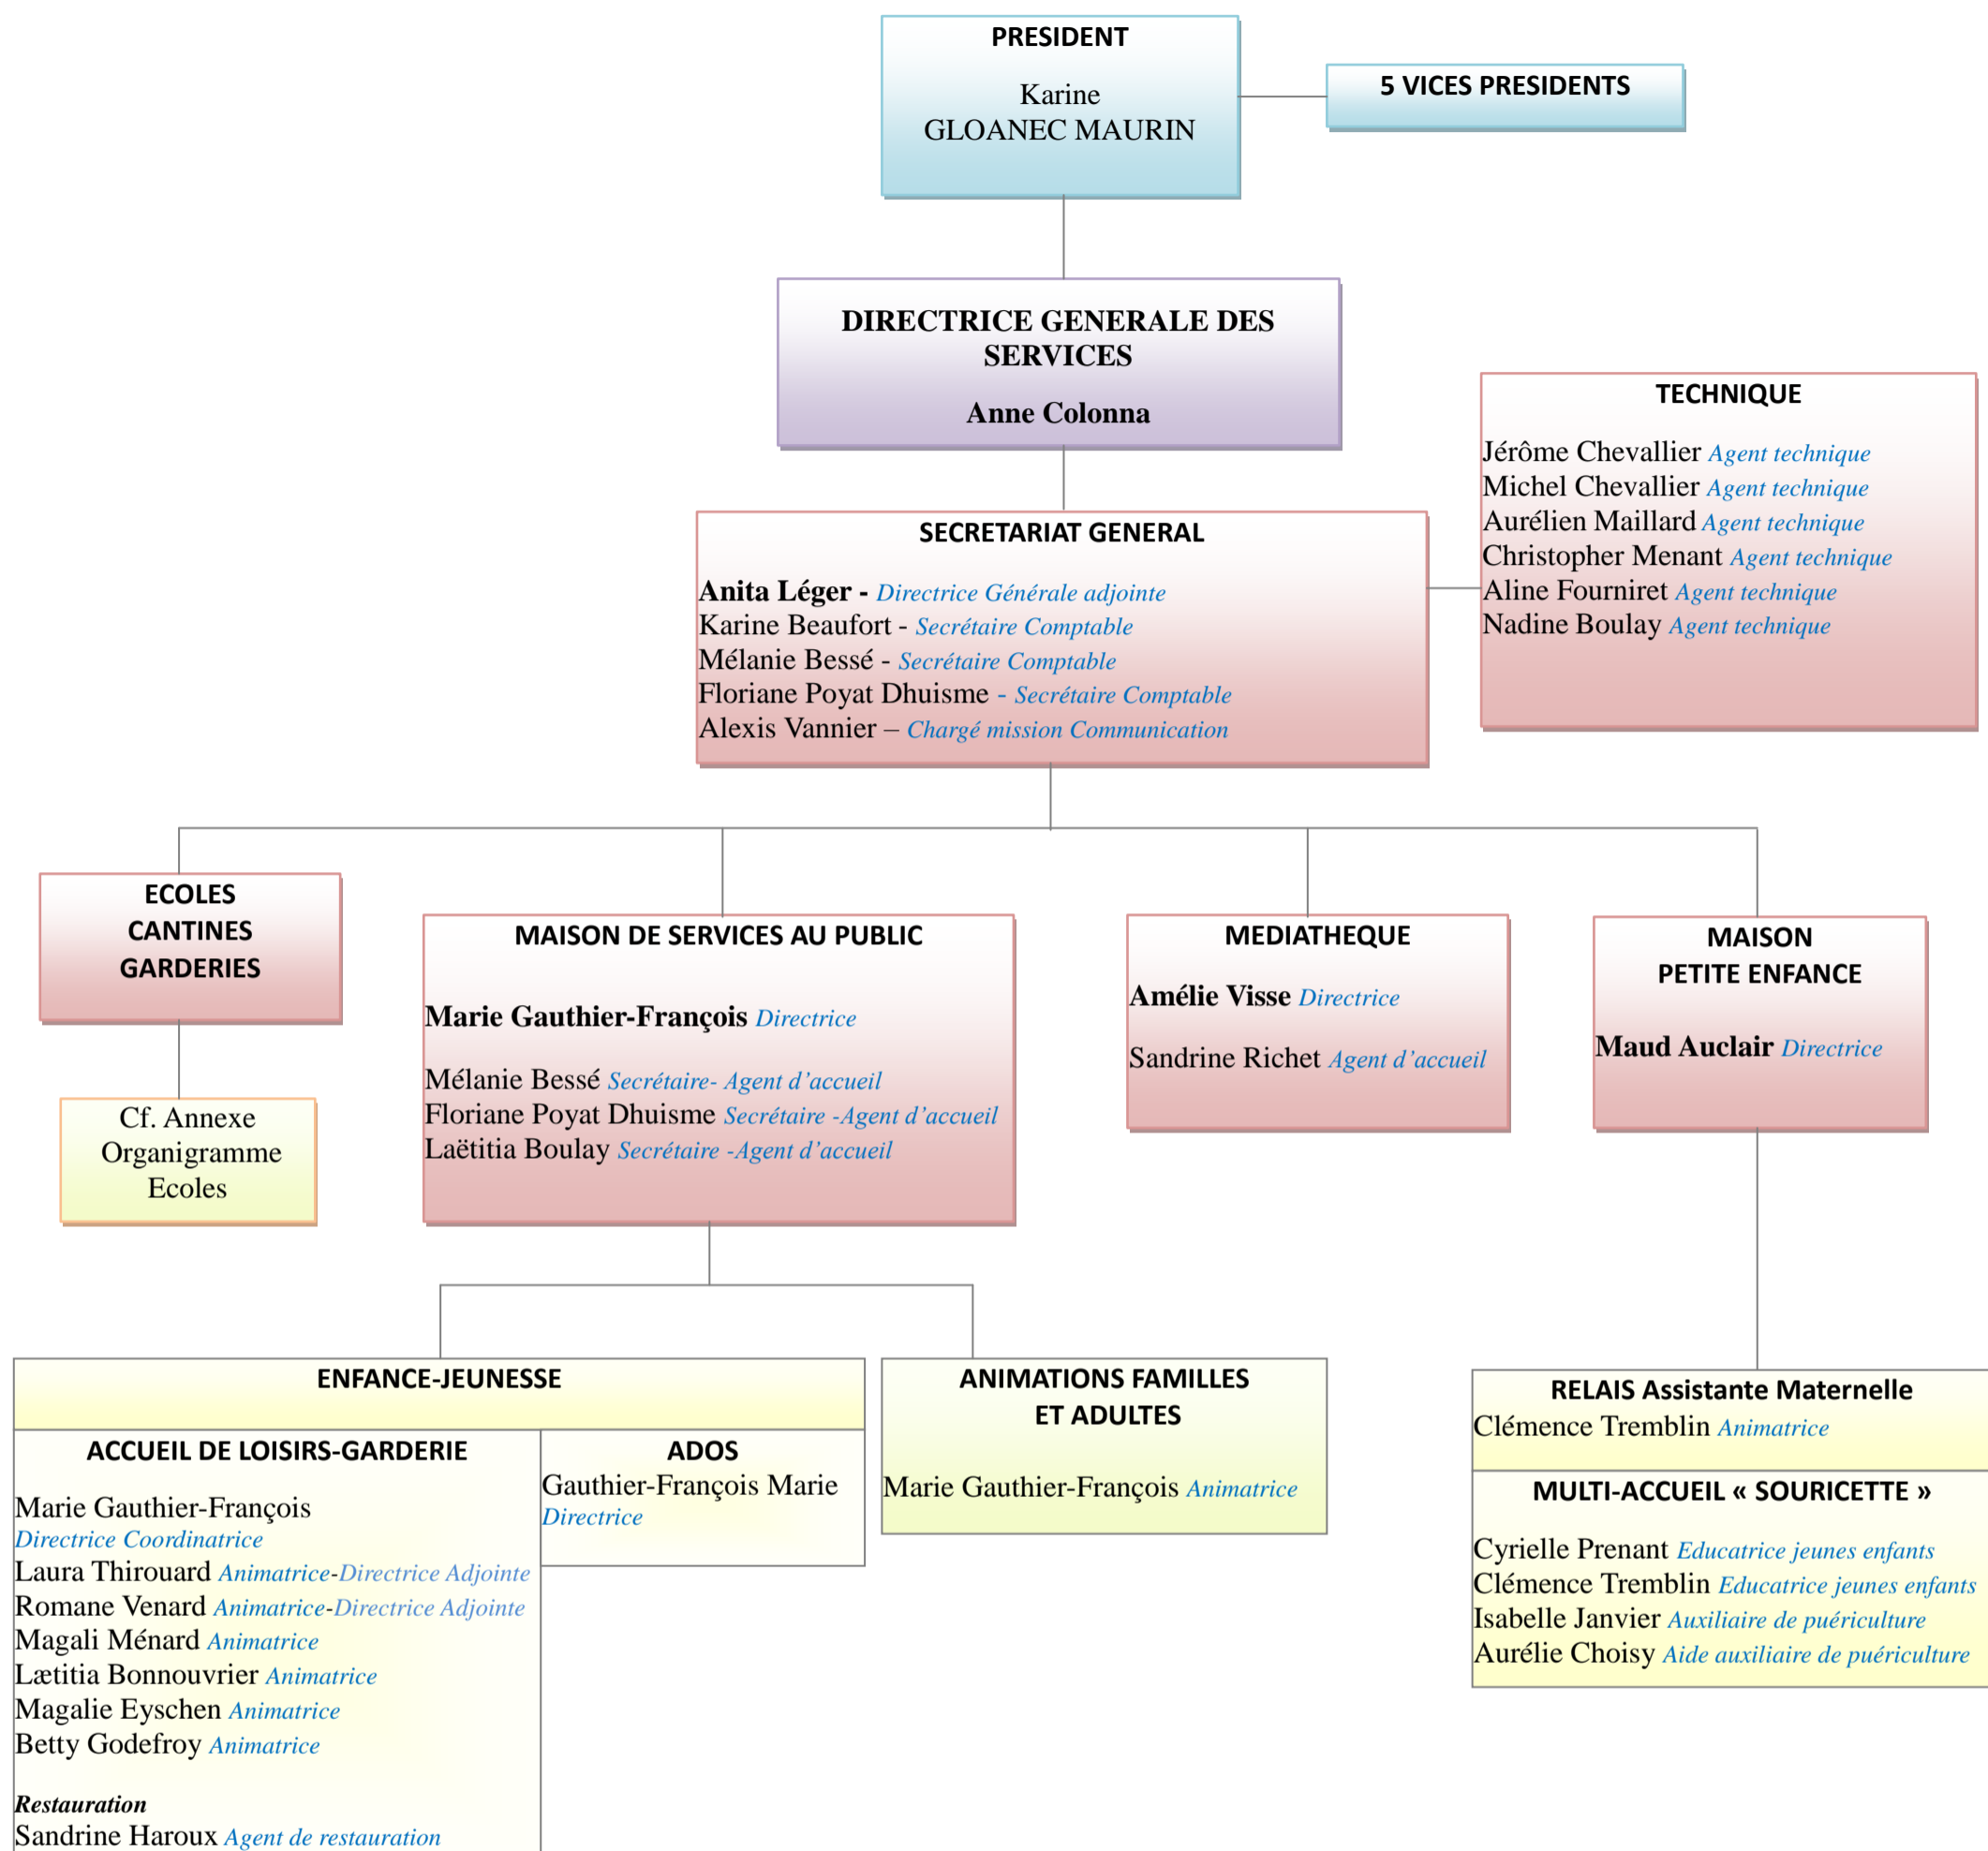 PRESIDENT
Karine
GLOANEC MAURIN
5 VICES PRESIDENTS
DIRECTRICE GENERALE DES
SERVICES
Anne Colonna
TECHNIQUE
Jérôme Chevallier Agent technique
Michel Chevallier Agent technique
Aurélien Maillard Agent technique
Christopher Menant Agent technique
Aline Fourniret Agent technique
Nadine Boulay Agent technique
SECRETARIAT GENERAL
Anita Léger - Directrice Générale adjointe
Karine Beaufort - Secrétaire Comptable
Mélanie Bessé - Secrétaire Comptable
Floriane Poyat Dhuisme - Secrétaire Comptable
Alexis Vannier – Chargé mission Communication
ECOLES
CANTINES
GARDERIES
Cf. Annexe
Organigramme
Ecoles
MAISON DE SERVICES AU PUBLIC
Marie Gauthier-François Directrice
Mélanie Bessé Secrétaire- Agent d’accueil
Floriane Poyat Dhuisme Secrétaire -Agent d’accueil
Laëtitia Boulay Secrétaire -Agent d’accueil
MEDIATHEQUE
Amélie Visse Directrice
Sandrine Richet Agent d’accueil
MAISON
PETITE ENFANCE
Maud Auclair Directrice
ENFANCE-JEUNESSE
ACCUEIL DE LOISIRS-GARDERIE
Marie Gauthier-François
Directrice Coordinatrice
Laura Thirouard Animatrice-Directrice Adjointe
Romane Venard Animatrice-Directrice Adjointe
Magali Ménard Animatrice
Lætitia Bonnouvrier Animatrice
Magalie Eyschen Animatrice
Betty Godefroy Animatrice
Restauration
Sandrine Haroux Agent de restauration
ADOS
Gauthier-François Marie
Directrice
ANIMATIONS FAMILLES
ET ADULTES
Marie Gauthier-François Animatrice
RELAIS Assistante Maternelle
Clémence Tremblin Animatrice
MULTI-ACCUEIL « SOURICETTE »
Cyrielle Prenant Educatrice jeunes enfants
Clémence Tremblin Educatrice jeunes enfants
Isabelle Janvier Auxiliaire de puériculture
Aurélie Choisy Aide auxiliaire de puériculture